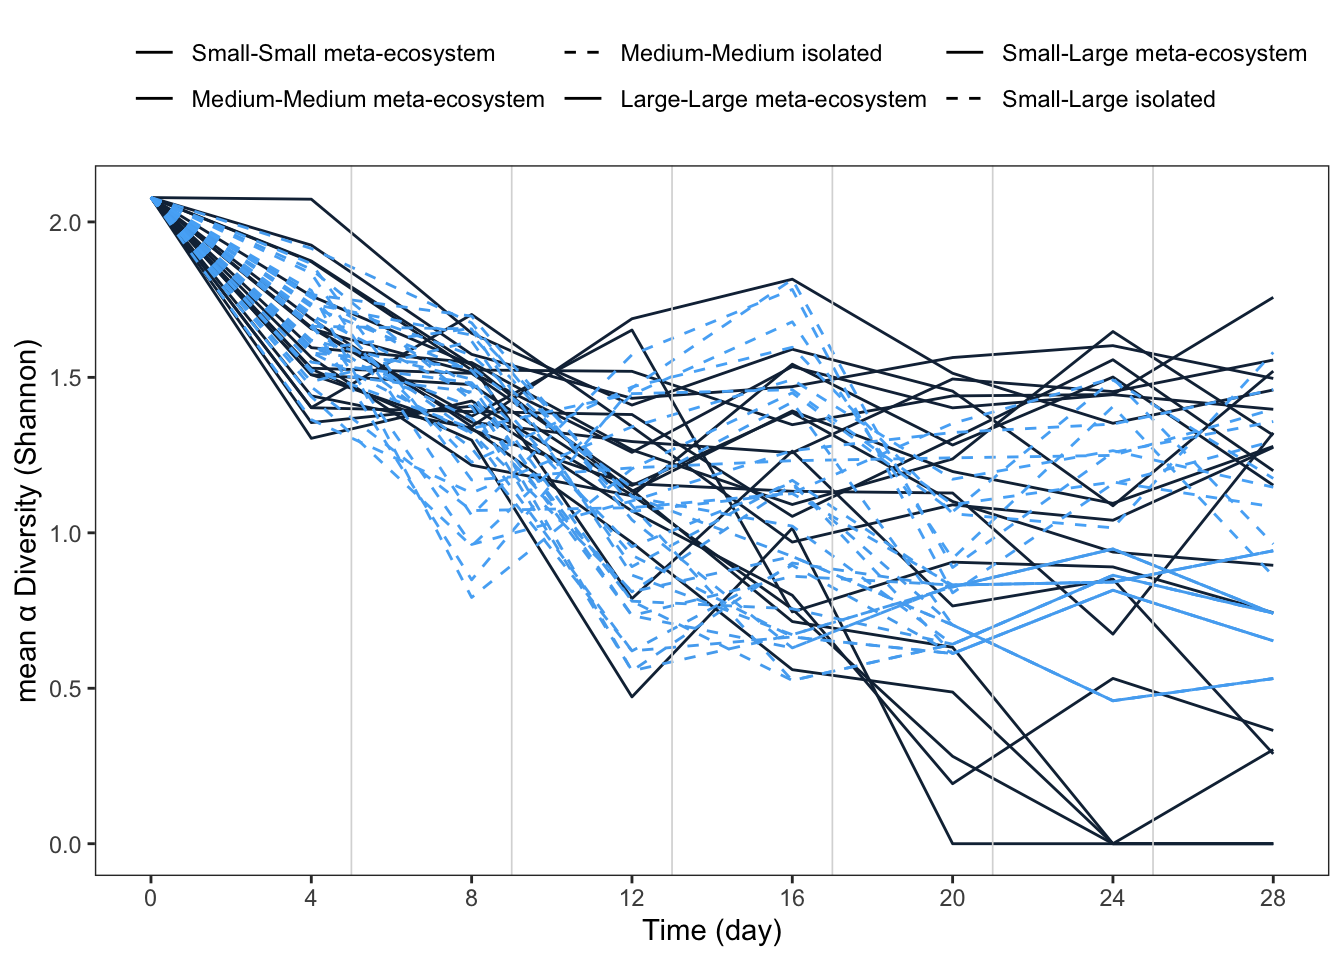 Small-Small meta-ecosystem Medium-Medium isolated Small-Large meta-ecosystem
Medium-Medium meta-ecosystem Large-Large meta-ecosystem Small-Large isolated
mean α Diversity (Shannon)
2.0
1.5
1.0
0.5
0.0
0 4 8 12 16 20 24 28
Time (day)